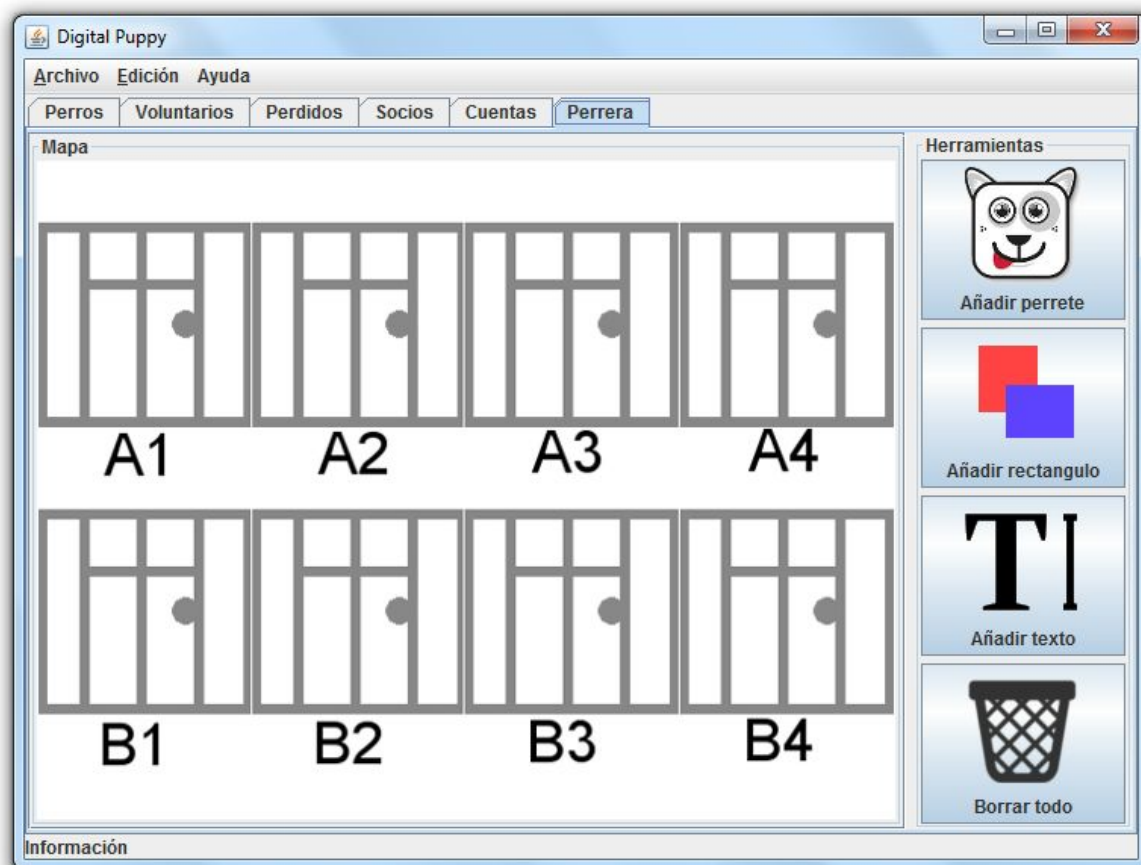 Digital Puppy
Archivo Edición Ayuda
Perros Voluntarios Perdidos Socios Cuentas Perrera
Mapa
A1 A2 A3 A4
B1 B2 B3 B4
Herramientas
Añadir perrete
Añadir rectangulo
TI
Añadir texto
Borrar todo
Información